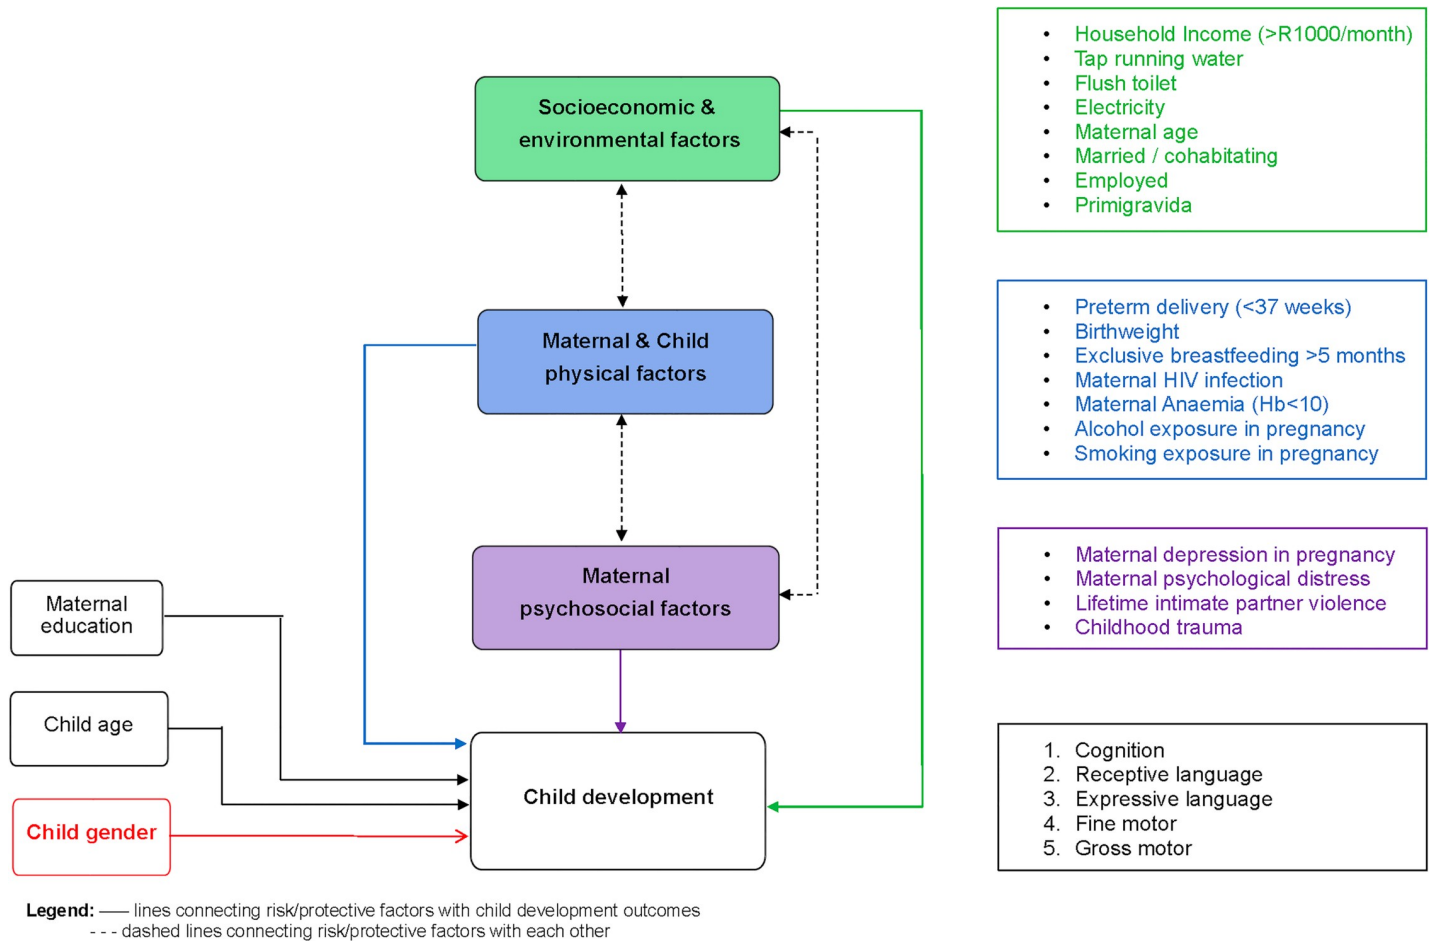 Socioeconomic &
environmental factors
Maternal & Child
physical factors
Maternal
psychosocial factors
Maternal
education
Child age
Child gender
Child development
• Household Income (>R1000/month)
• Tap running water
• Flush toilet
• Electricity
• Maternal age
• Married / cohabitating
• Employed
• Primigravida
• Preterm delivery (<37 weeks)
• Birthweight
• Exclusive breastfeeding >5 months
• Maternal HIV infection
• Maternal Anaemia (Hb<10)
• Alcohol exposure in pregnancy
• Smoking exposure in pregnancy
• Maternal depression in pregnancy
• Maternal psychological distress
• Lifetime intimate partner violence
• Childhood trauma
1. Cognition
2. Receptive language
3. Expressive language
4. Fine motor
5. Gross motor
Legend: —— lines connecting risk/protective factors with child development outcomes
- - - dashed lines connecting risk/protective factors with each other